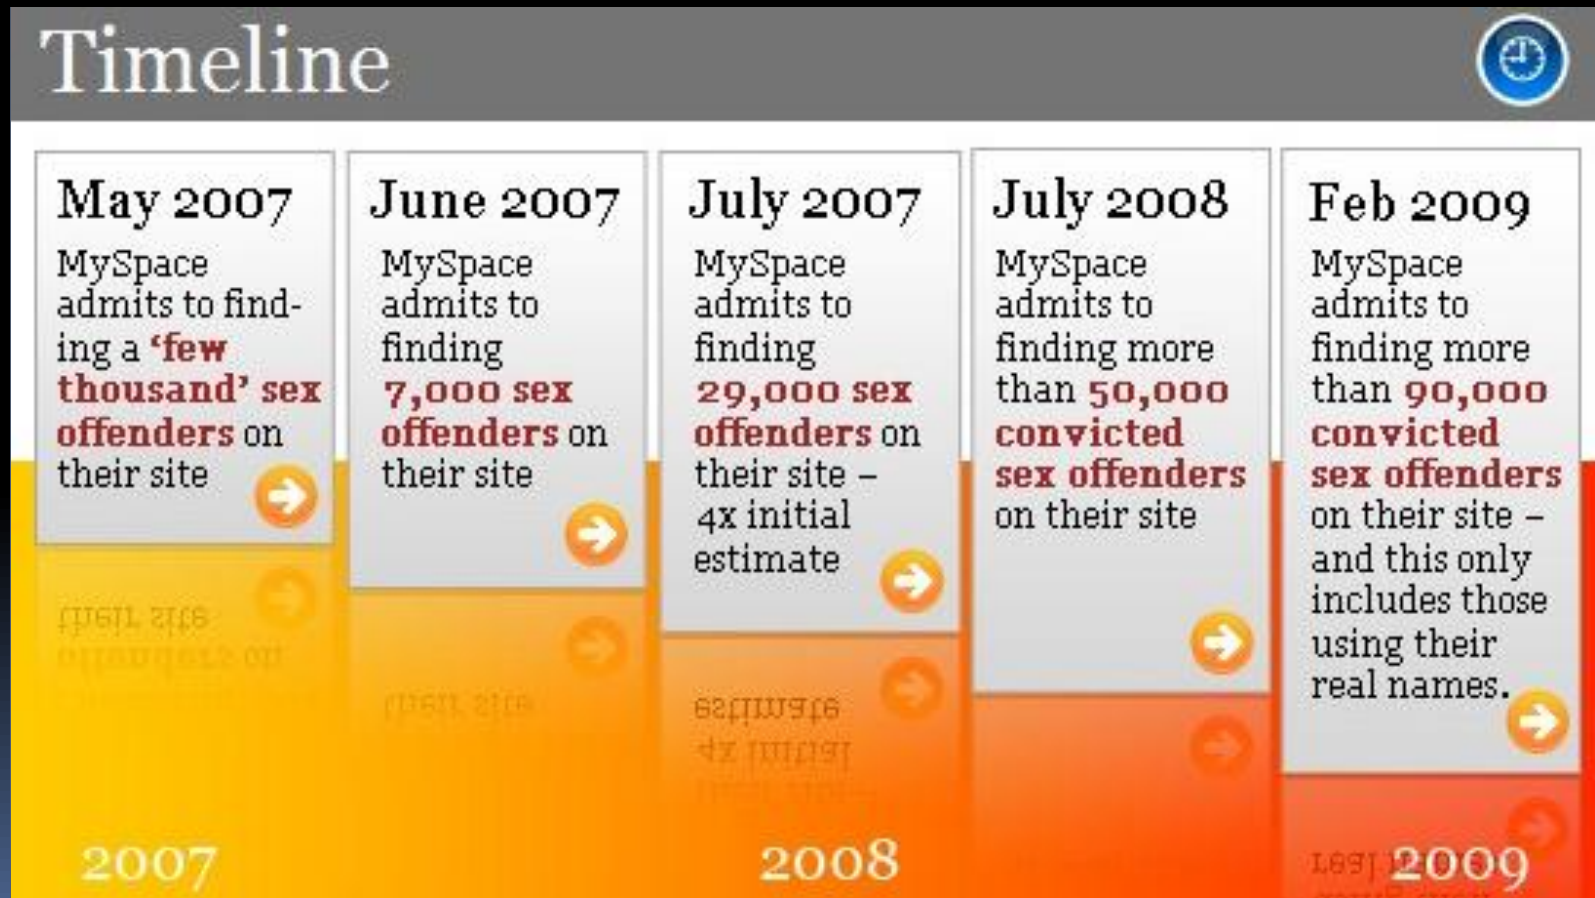 Timeline
May 2007
MySpace
admits to find-
ing a ‘few
thousand’ sex
offenders on
their site
June 2007
MySpace
admits to
finding
7,000 sex
offenders on
their site
July 2007
MySpace
admits to
finding
29,000 sex
offenders on
their site –
4x initial
estimate
July 2008
MySpace
admits to
finding more
than 50,000
convicted
sex offenders
on their site
Feb 2009
MySpace
admits to
finding more
than 90,000
convicted
sex offenders
on their site –
and this only
includes those
using their
real names.
2007
2008
2009